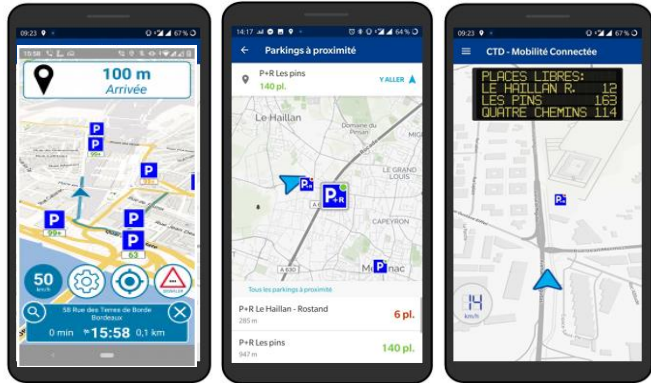 09:23
67%
10:58
100 m
Arrivée
P
P
99+
P
P
99+
P
63
50
km/h
SIGNALER
58 Rue des Terres de Borde
Bordeaux
0 min 15:58 0,1 km
14:17
64%
Parkings à proximité
P+R Les pins
140 pl.
Y ALLER
Le Haillan
Domaine du
Pinsan
LE GRAND
LOUIS
P+R
CAPEYRON
A 630
Tous les parkings à proximité
P+R Le Haillan - Rostand
285 m
6 pl.
P+R Les pins
947 m
140 pl.
09:23
67%
CTD - Mobilité Connectée
PLACES LIBRES:
LE HAILLAN R. 12
LES PINS 163
QUATRE CHEMINS 114
14
km/h